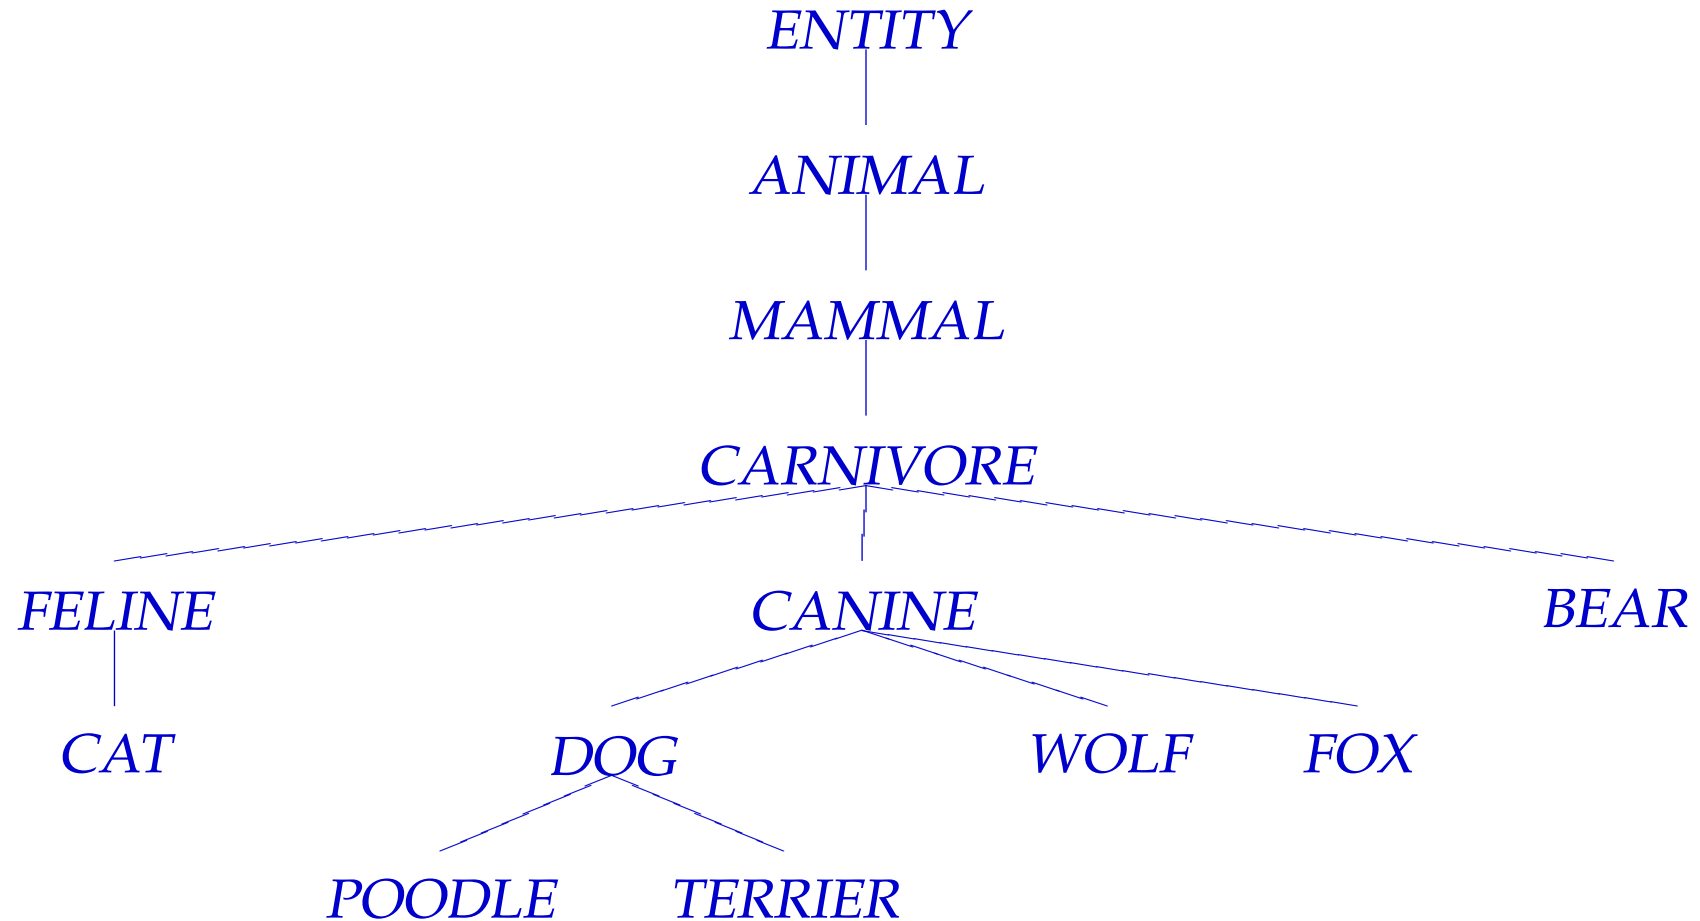 ENTITY
ANIMAL
MAMMAL
CARNIVORE
FELINE CANINE BEAR
CAT DOG WOLF FOX
POODLE TERRIER